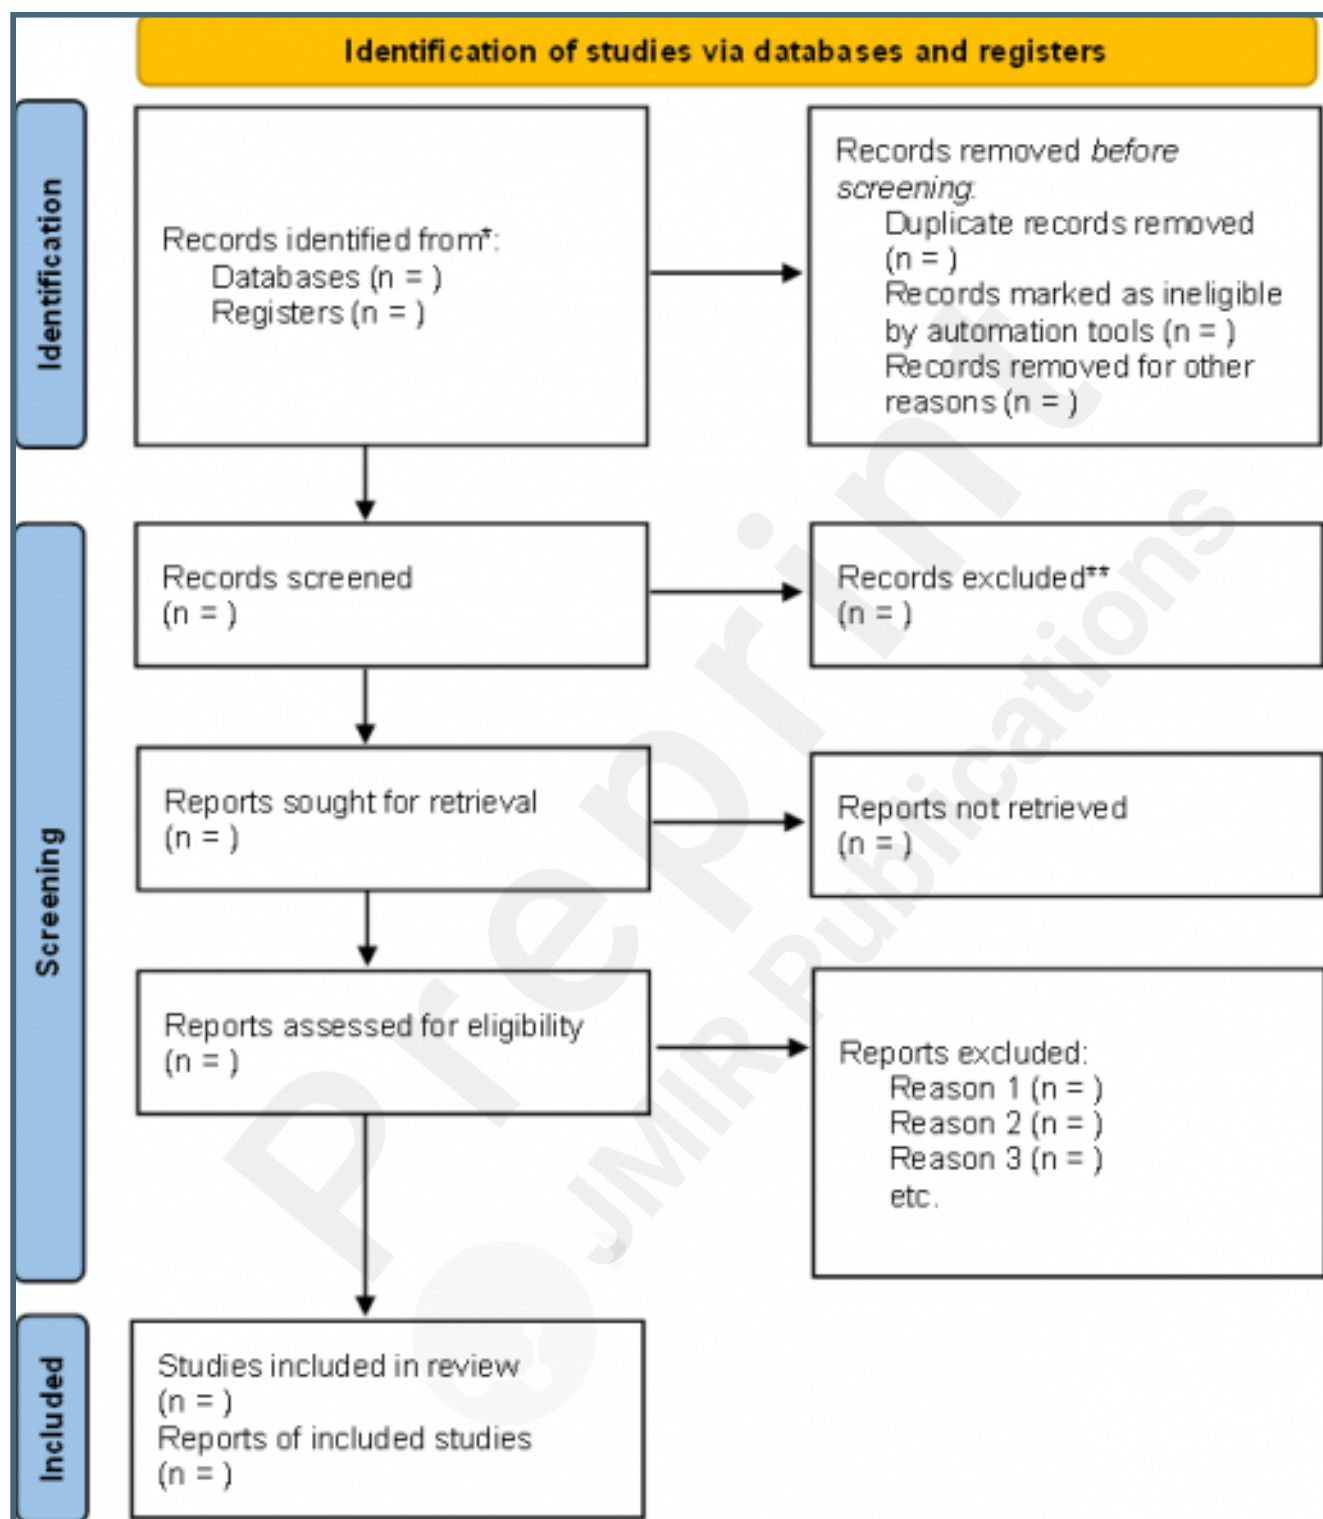 Identification of studies via databases and registers
Identification
Records identified from*:
Databases (n = )
Registers (n = )
Records removed before
screening:
Duplicate records removed
(n = )
Records marked as ineligible
by automation tools (n = )
Records removed for other
reasons (n = )
Screening
Records screened
(n = )
Records excluded**
(n = )
Reports sought for retrieval
(n = )
Reports not retrieved
(n = )
Reports assessed for eligibility
(n = )
Reports excluded:
Reason 1 (n = )
Reason 2 (n = )
Reason 3 (n = )
etc.
Included
Studies included in review
(n = )
Reports of included studies
(n = )
Preprint
JMIR Publications